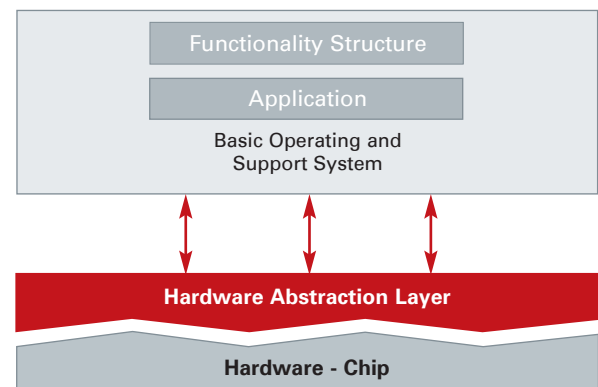 Functionality Structure
Application
Basic Operating and
Support System
Hardware Abstraction Layer
Hardware - Chip